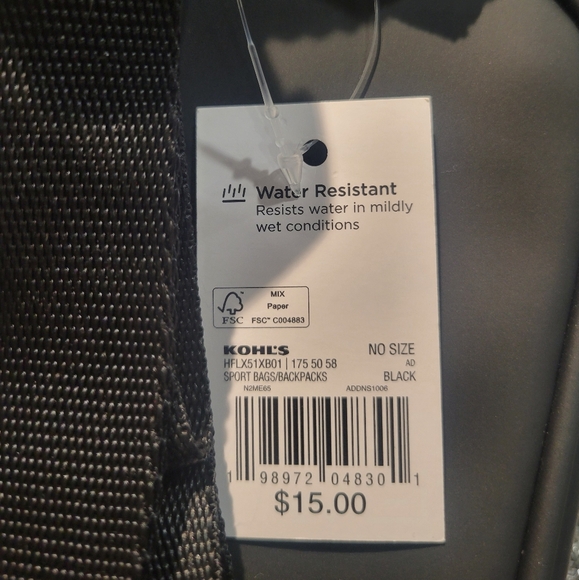 Water Resistant
Resists water in mildly
wet conditions
FSC
MIX
Paper
FSC® C004883
KOHL'S NO SIZE
HFLX51XB01 | 175 50 58 AD
SPORT BAGS/BACKPACKS BLACK
N2ME65 ADDNS1006
1 98972 04830 1
$15.00